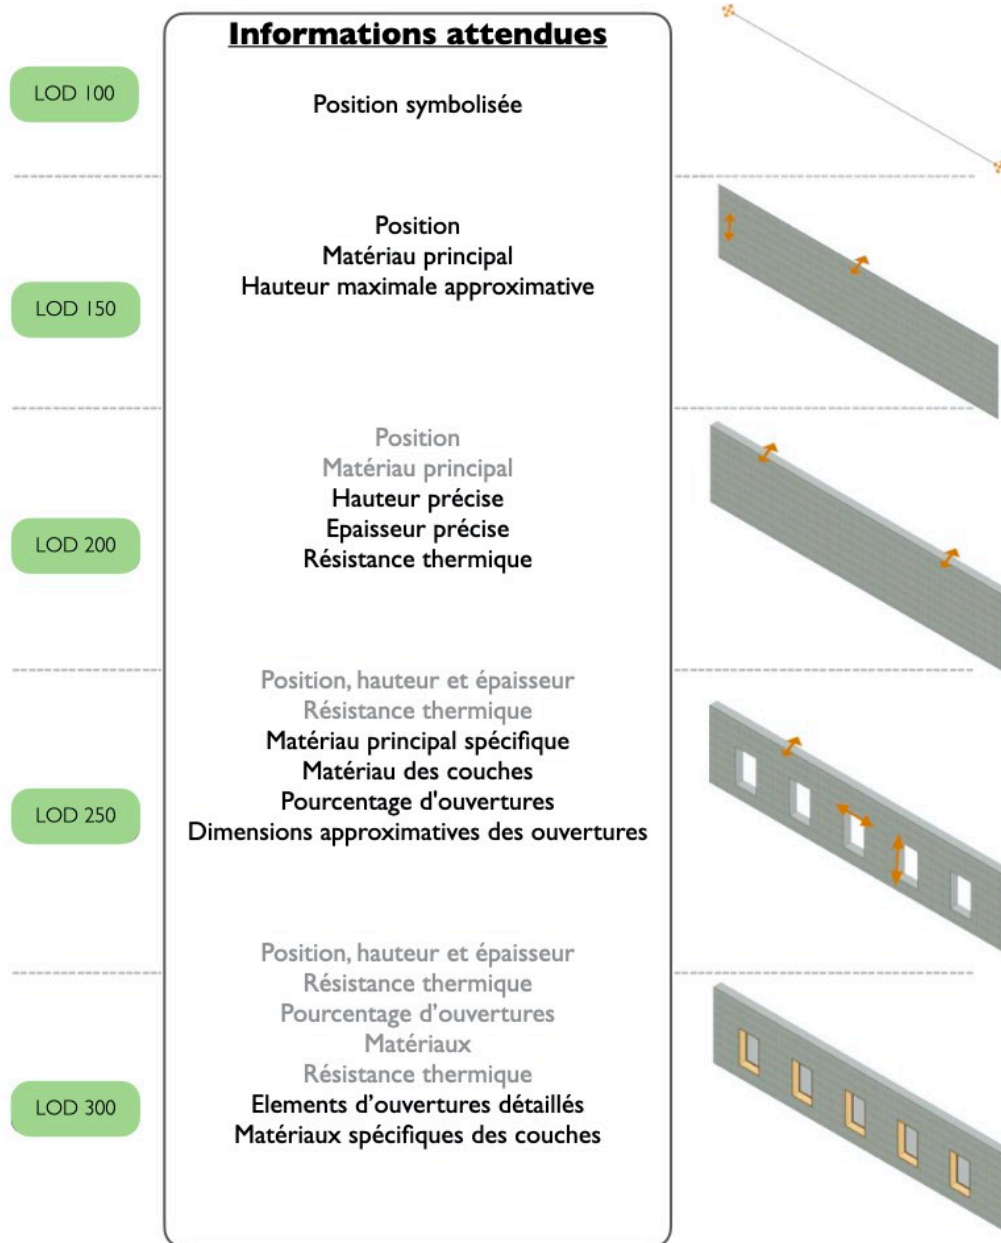 Informations attendues
LOD 100
Position symbolisée
Position
Matériau principal
Hauteur maximale approximative
LOD 150
Position
Matériau principal
Hauteur précise
Epaisseur précise
Résistance thermique
LOD 200
Position, hauteur et épaisseur
Résistance thermique
Matériau principal spécifique
Matériau des couches
Pourcentage d'ouvertures
Dimensions approximatives des ouvertures
LOD 250
Position, hauteur et épaisseur
Résistance thermique
Pourcentage d’ouvertures
Matériaux
Résistance thermique
Elements d’ouvertures détaillés
Matériaux spécifiques des couches
LOD 300